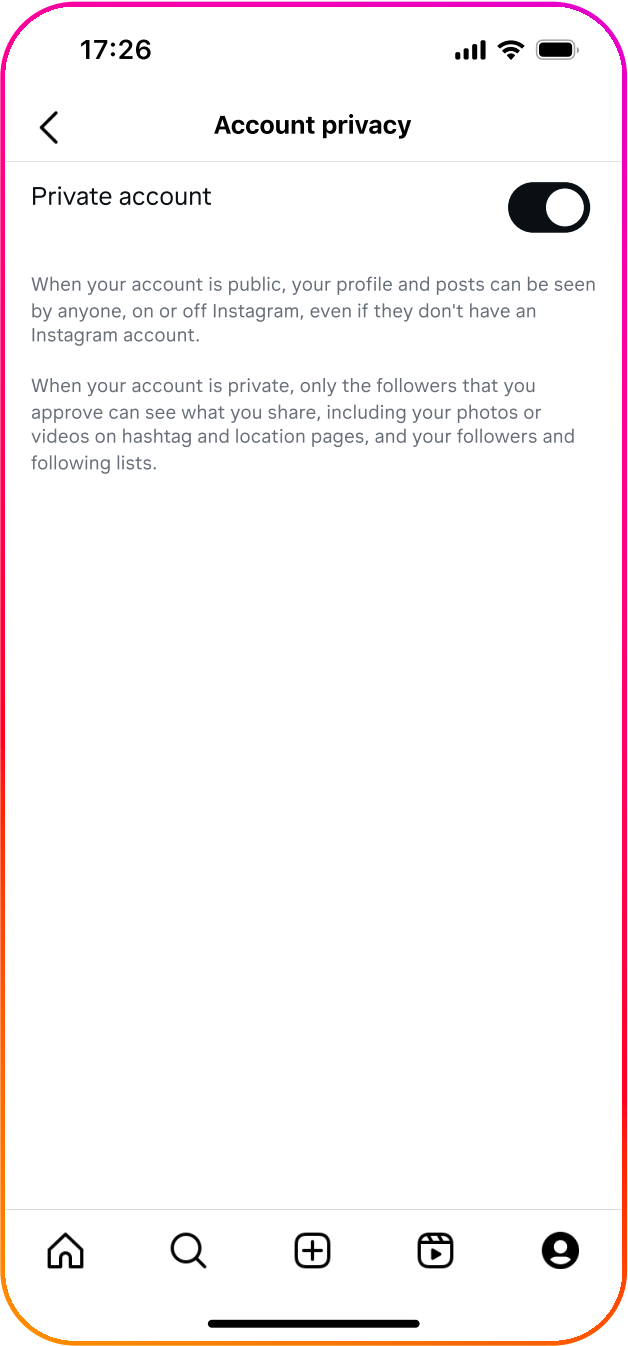 17:26
Account privacy
Private account
When your account is public, your profile and posts can be seen
by anyone, on or off Instagram, even if they don't have an
Instagram account.
When your account is private, only the followers that you
approve can see what you share, including your photos or
videos on hashtag and location pages, and your followers and
following lists.